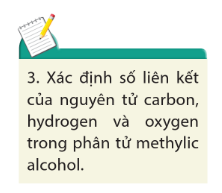 3. Xác định số liên kết
của nguyên tử carbon,
hydrogen và oxygen
trong phân tử methylic
alcohol.